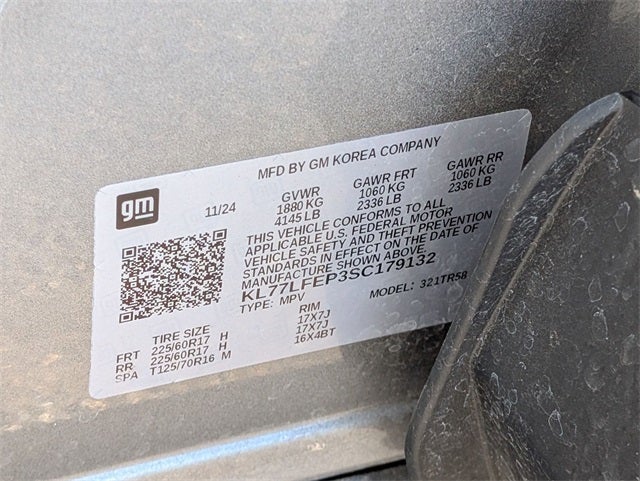 MFD BY GM KOREA COMPANY
gm
11/24
GVWR
1880 KG
4145 LB
GAWR FRT
1060 KG
2336 LB
GAWR RR
1060 KG
2336 LB
THIS VEHICLE CONFORMS TO ALL
APPLICABLE U.S. FEDERAL MOTOR
VEHICLE SAFETY AND THEFT PREVENTION
STANDARDS IN EFFECT ON THE DATE OF
MANUFACTURE SHOWN ABOVE.
KL77LFEP3SC179132
TYPE: MPV
MODEL: 321TR58
TIRE SIZE
RIM
FRT 225/60R17 H 17X7J
RR 225/60R17 H 17X7J
SPA T125/70R16 M 16X4BT